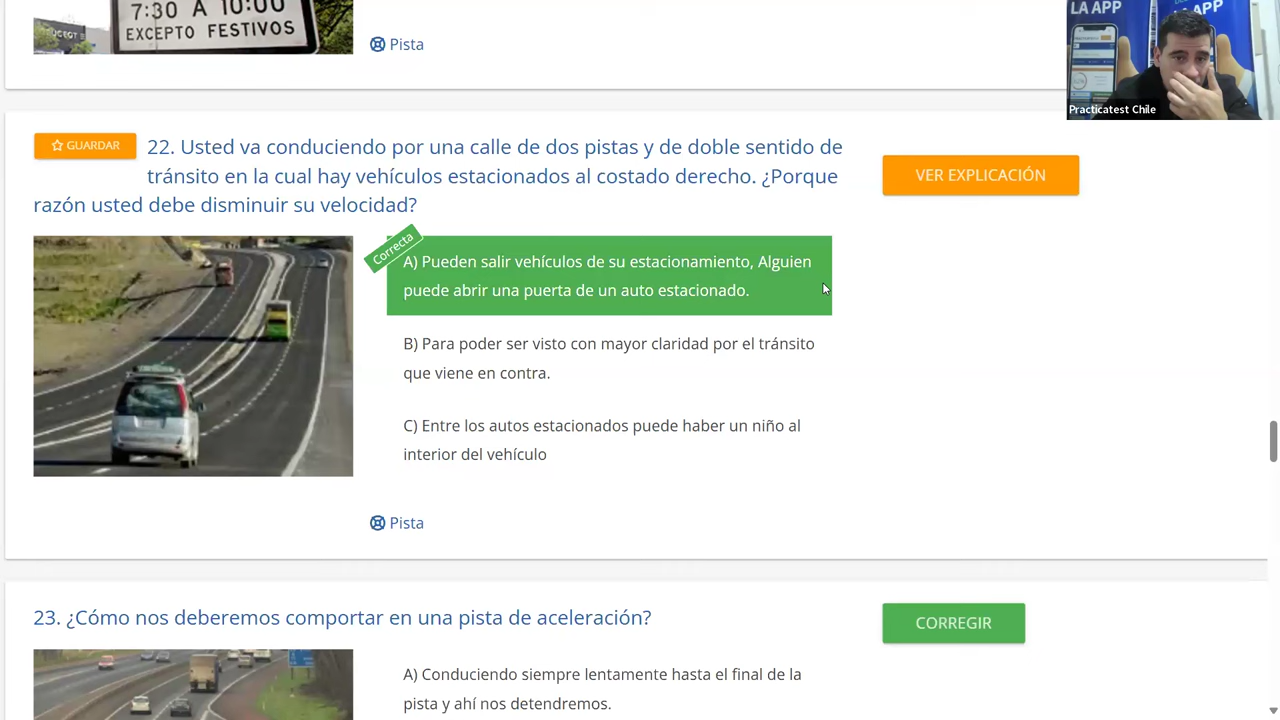 7:30 A 10:00
EXCEPTO FESTIVOS
Pista
LA APP
LA APP
Practicatest Chile
GUARDAR
22. Usted va conduciendo por una calle de dos pistas y de doble sentido de
tránsito en la cual hay vehículos estacionados al costado derecho. ¿Porque
razón usted debe disminuir su velocidad?
VER EXPLICACIÓN
Correcta
A) Pueden salir vehículos de su estacionamiento, Alguien
puede abrir una puerta de un auto estacionado.
B) Para poder ser visto con mayor claridad por el tránsito
que viene en contra.
C) Entre los autos estacionados puede haber un niño al
interior del vehículo
Pista
23. ¿Cómo nos deberemos comportar en una pista de aceleración?
CORREGIR
A) Conduciendo siempre lentamente hasta el final de la
pista y ahí nos detendremos.